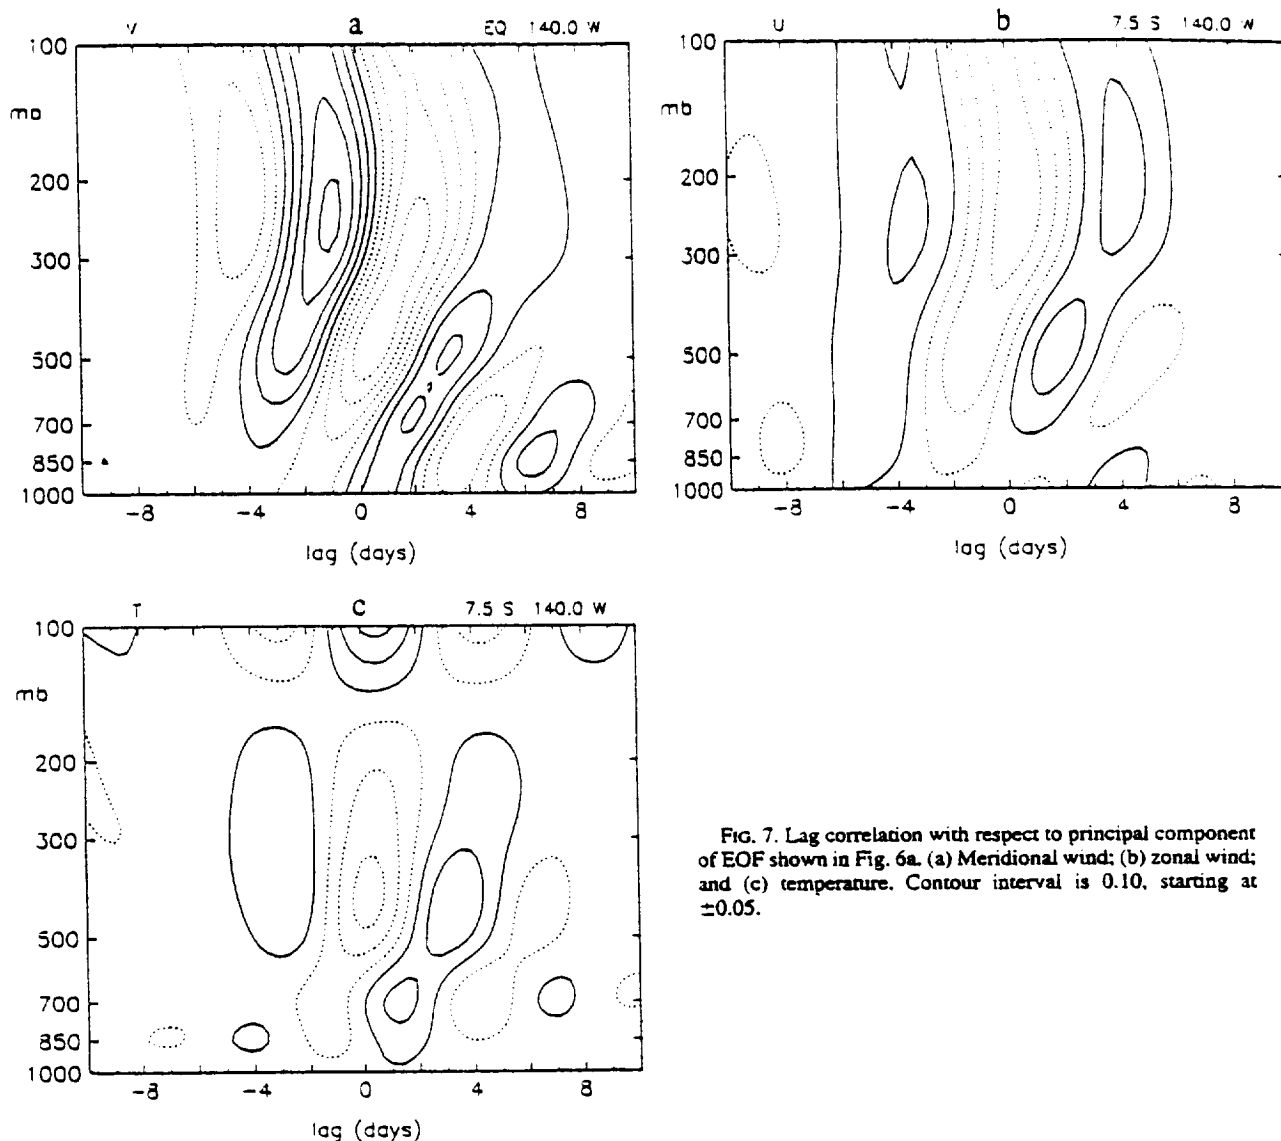 V a EQ 140.0 W
100
mb
200
300
500
700
850
1000
-8 -4 0 4 8
lag (days)
U b 7.5 S 140.0 W
100
mb
200
300
500
700
850
1000
-8 -4 0 4 8
lag (days)
T c 7.5 S 140.0 W
100
mb
200
300
500
700
850
1000
-8 -4 0 4 8
lag (days)
FIG. 7. Lag correlation with respect to principal component
of EOF shown in Fig. 6a. (a) Meridional wind; (b) zonal wind;
and (c) temperature. Contour interval is 0.10, starting at
±0.05.